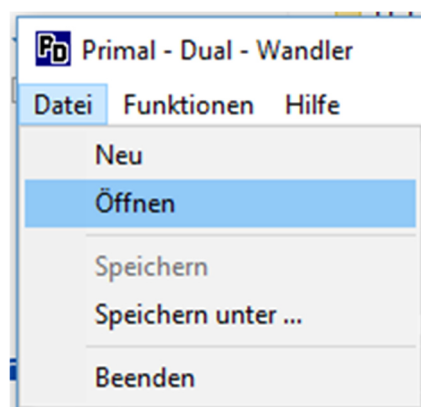 PD Primal - Dual - Wandler
Datei Funktionen Hilfe
Neu
Öffnen
Speichern
Speichern unter ...
Beenden